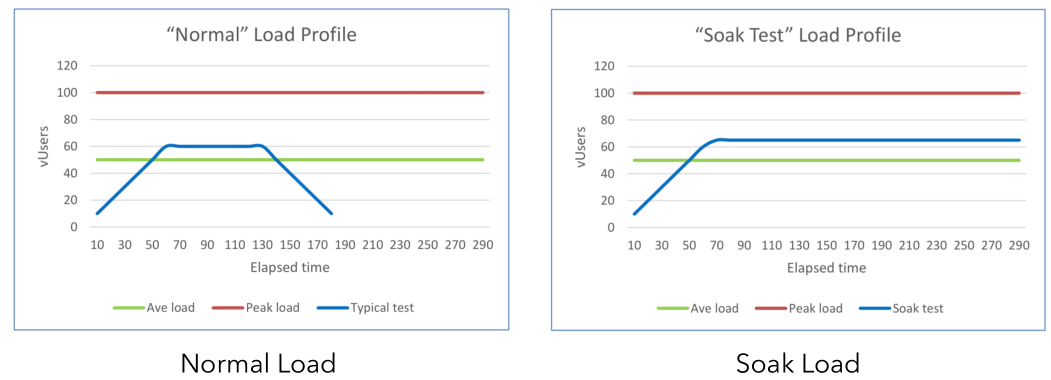 “Normal” Load Profile
120
100
80
60
40
20
0
vUsers
10 30 50 70 90 110 130 150 170 190 210 230 250 270 290
Elapsed time
Ave load Peak load Typical test
Normal Load
“Soak Test” Load Profile
120
100
80
60
40
20
0
vUsers
10 30 50 70 90 110 130 150 170 190 210 230 250 270 290
Elapsed time
Ave load Peak load Soak test
Soak Load